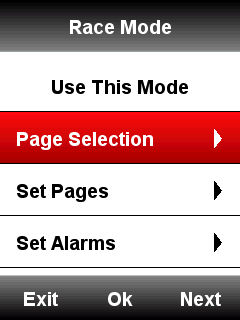 Race Mode
Use This Mode
Page Selection
Set Pages
Set Alarms
Exit Ok Next